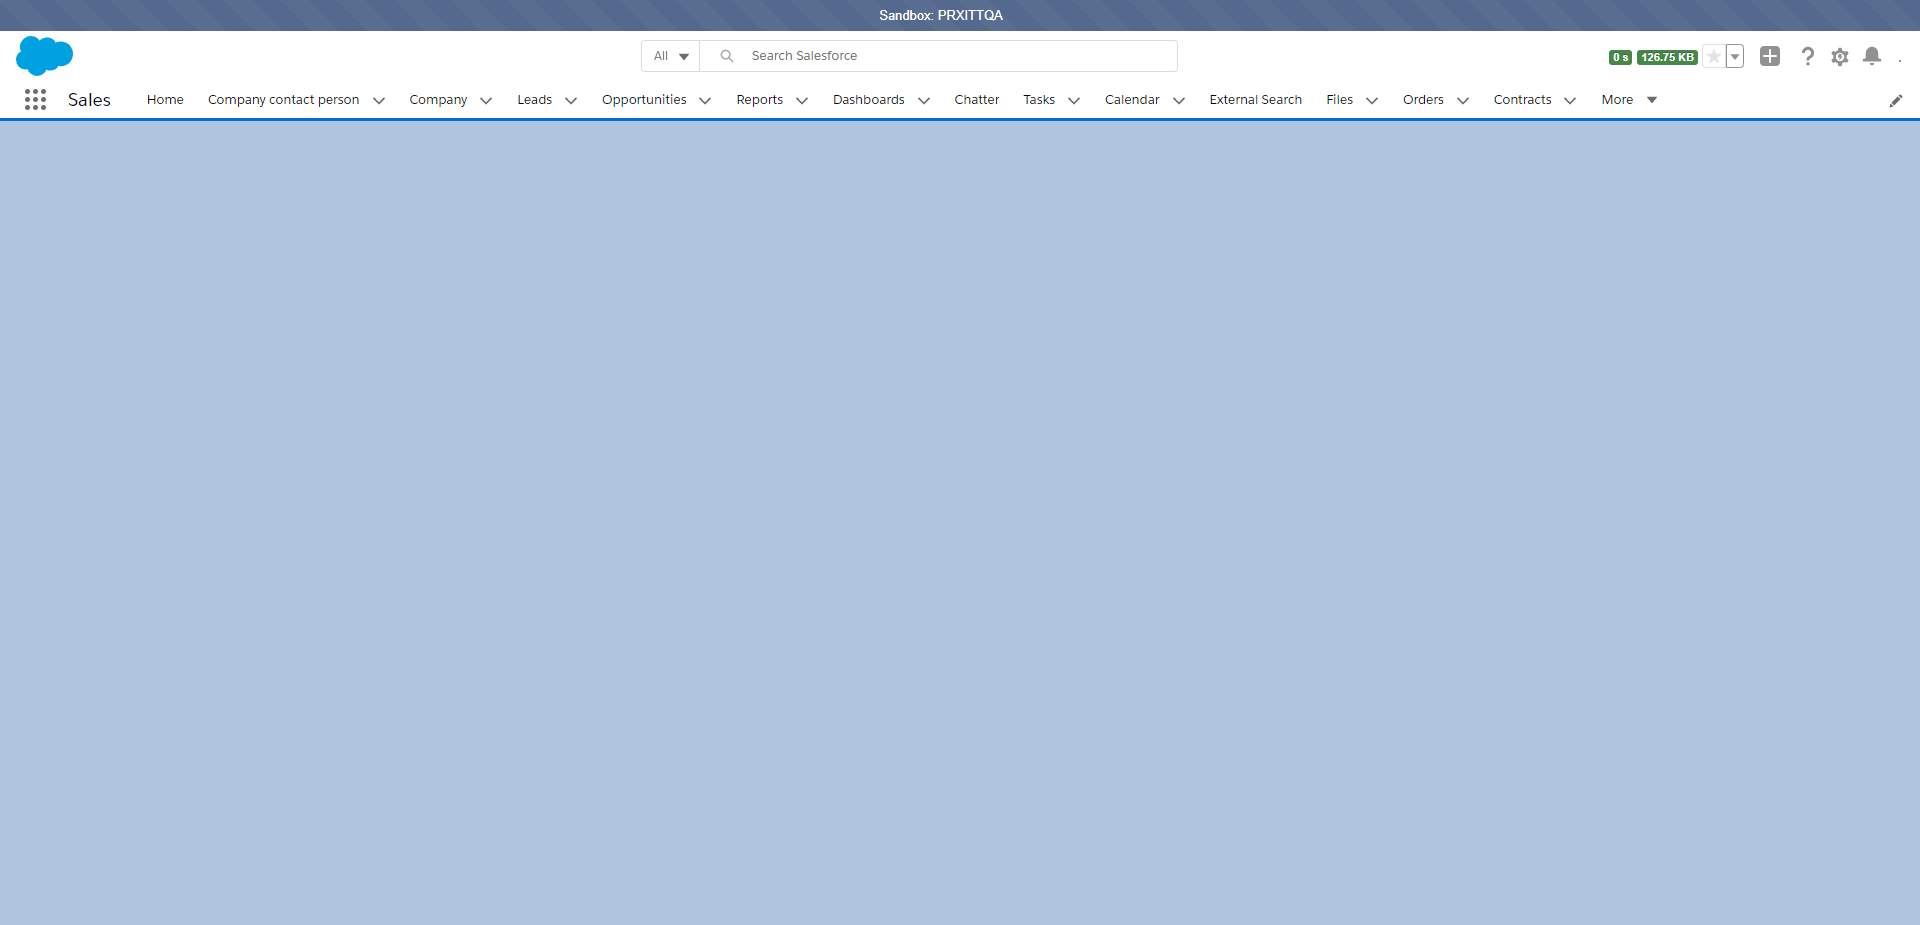 Sandbox: PRXITTQA
All Search Salesforce 0 s 126.75 KB
Sales Home Company contact person Company Leads Opportunities Reports Dashboards Chatter Tasks Calendar External Search Files Orders Contracts More